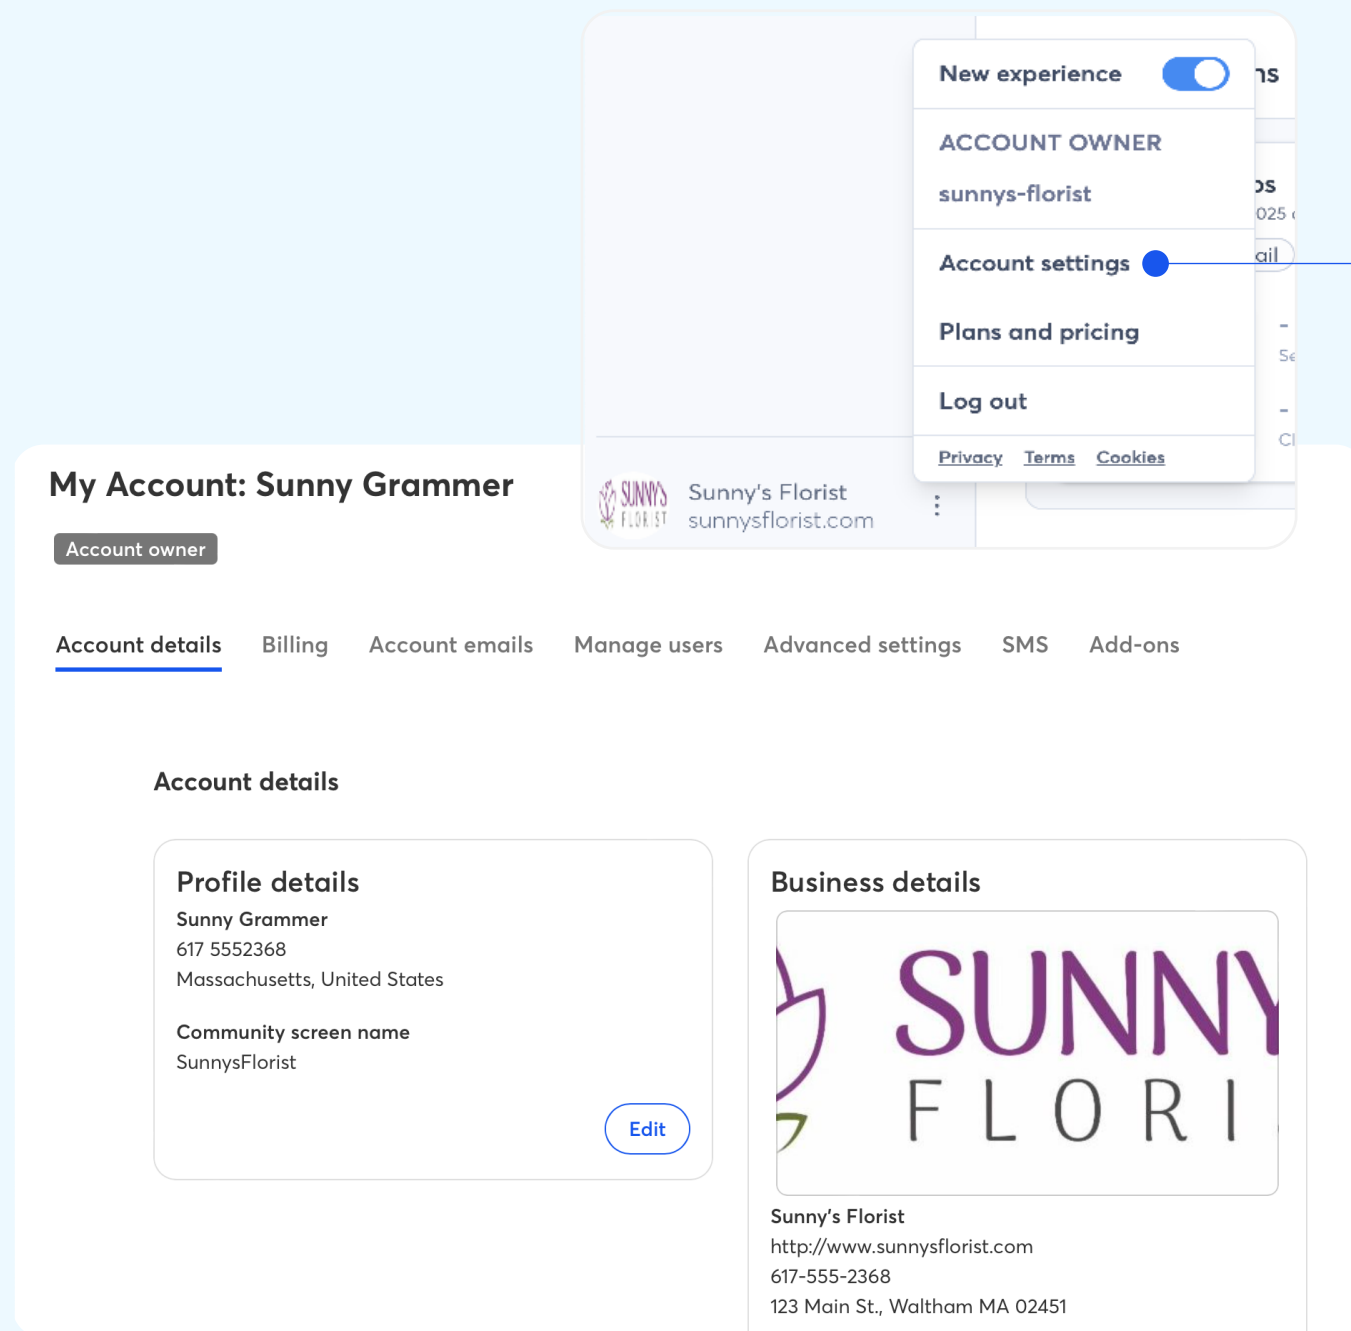 New experience
ACCOUNT OWNER
sunnys-florist
Account settings
Plans and pricing
Log out
Privacy Terms Cookies
SUNNY'S
FLORIST
Sunny's Florist
sunnysflorist.com
My Account: Sunny Grammer
Account owner
Account details Billing Account emails Manage users Advanced settings SMS Add-ons
Account details
Profile details
Sunny Grammer
617 5552368
Massachusetts, United States
Community screen name
SunnysFlorist
Edit
Business details
SUNNY
FLORI
Sunny's Florist
http://www.sunnysflorist.com
617-555-2368
123 Main St., Waltham MA 02451